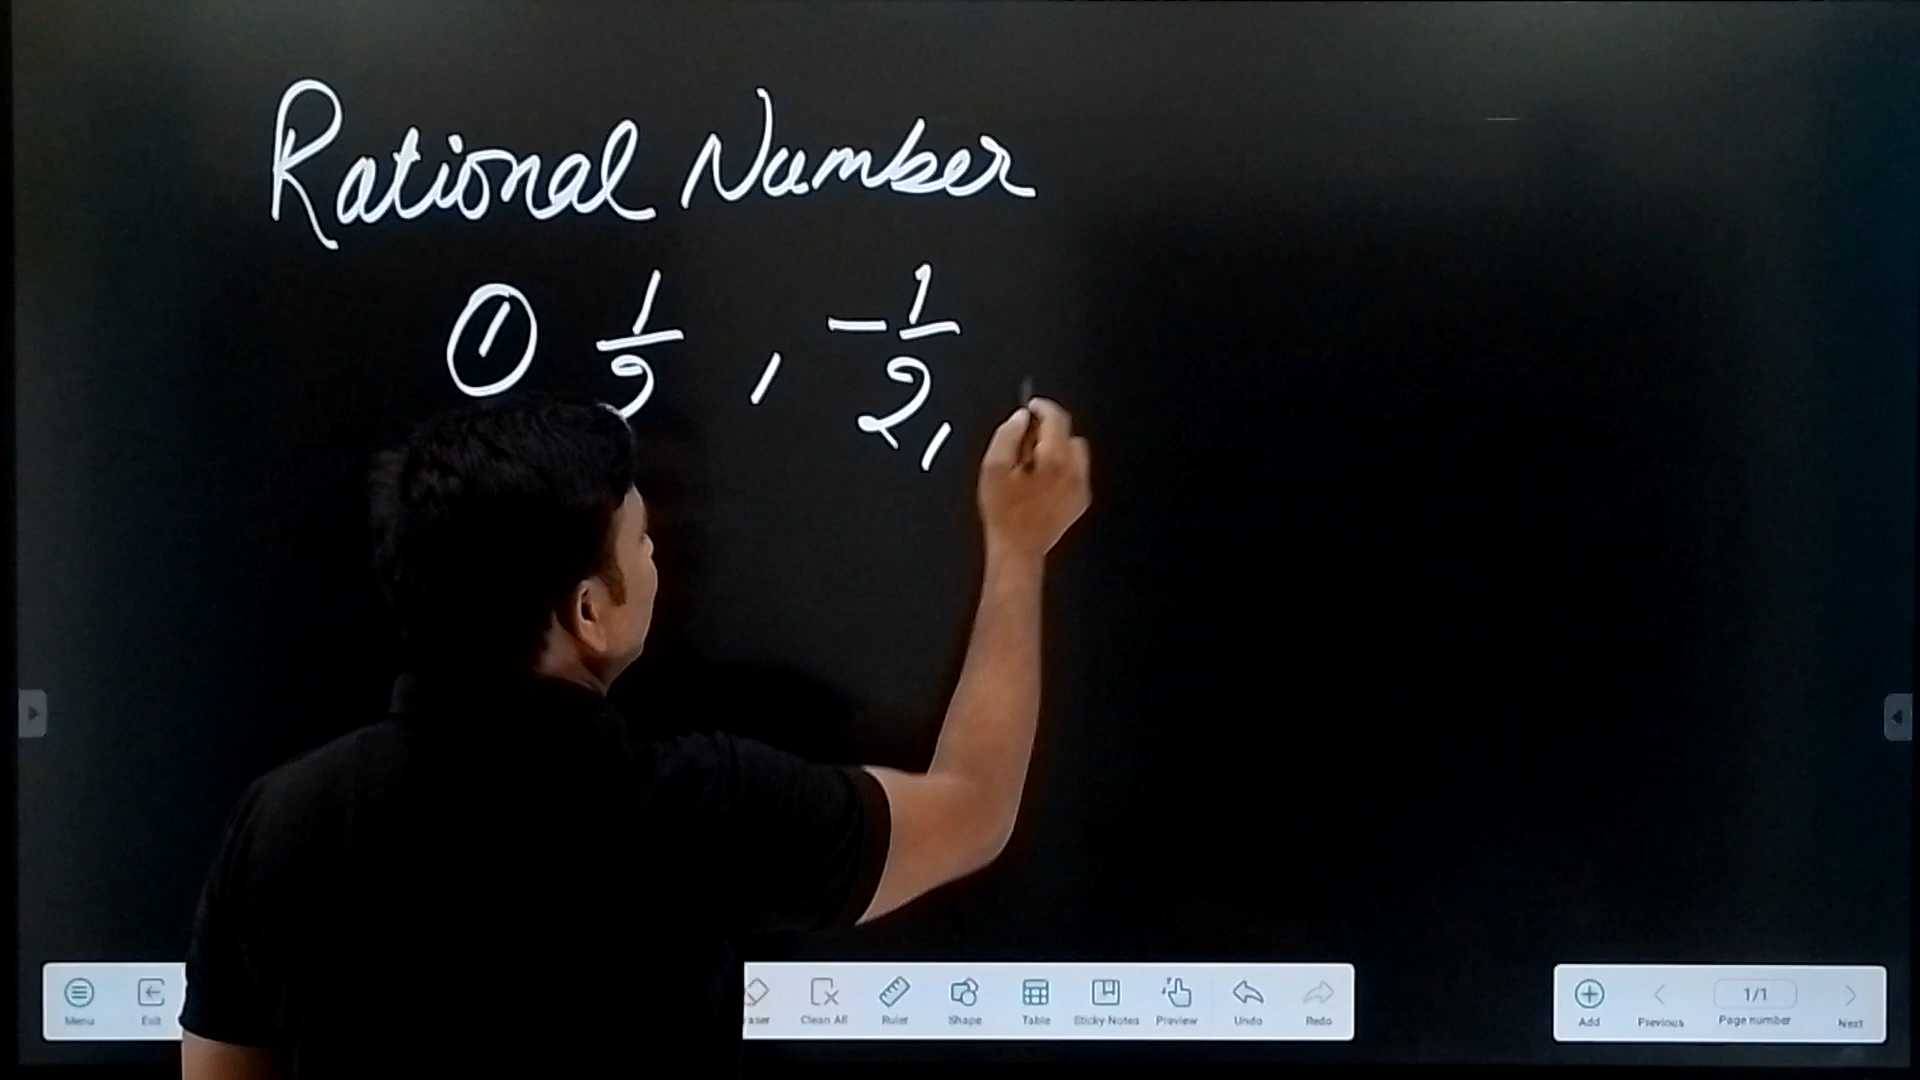 Rational Number
① 1/2 , -1/2 ,
Menu Exit Clean All Ruler Shape Table Sticky-Notes Preview Undo Redo Add Previous 1/1 Page number Next